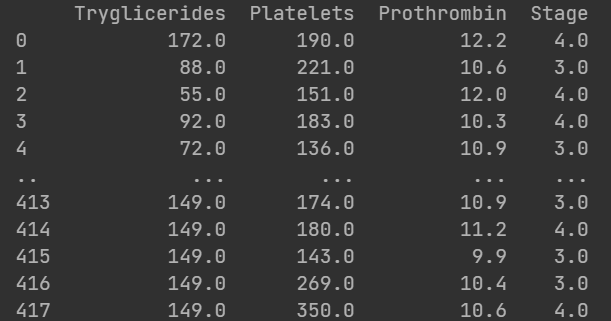 Tryglicerides Platelets Prothrombin Stage
0 172.0 190.0 12.2 4.0
1 88.0 221.0 10.6 3.0
2 55.0 151.0 12.0 4.0
3 92.0 183.0 10.3 4.0
4 72.0 136.0 10.9 3.0
.. ... ... ... ...
413 149.0 174.0 10.9 3.0
414 149.0 180.0 11.2 4.0
415 149.0 143.0 9.9 3.0
416 149.0 269.0 10.4 3.0
417 149.0 350.0 10.6 4.0